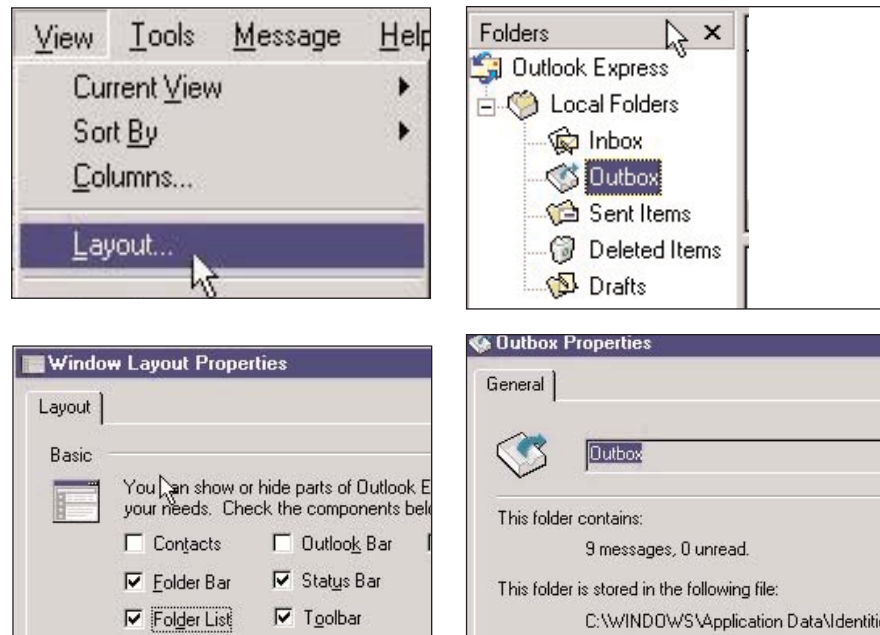 View Tools Message Help
Current View
Sort By
Columns...
Layout...
Folders
Outlook Express
Local Folders
Inbox
Outbox
Sent Items
Deleted Items
Drafts
Window Layout Properties
Layout
Basic
You can show or hide parts of Outlook E
your needs. Check the components bel
Contacts Outlook Bar
Folder Bar Status Bar
Folder List Toolbar
Outbox Properties
General
Outbox
This folder contains:
9 messages, 0 unread.
This folder is stored in the following file:
C:\WINDOWS\Application Data\Identiti